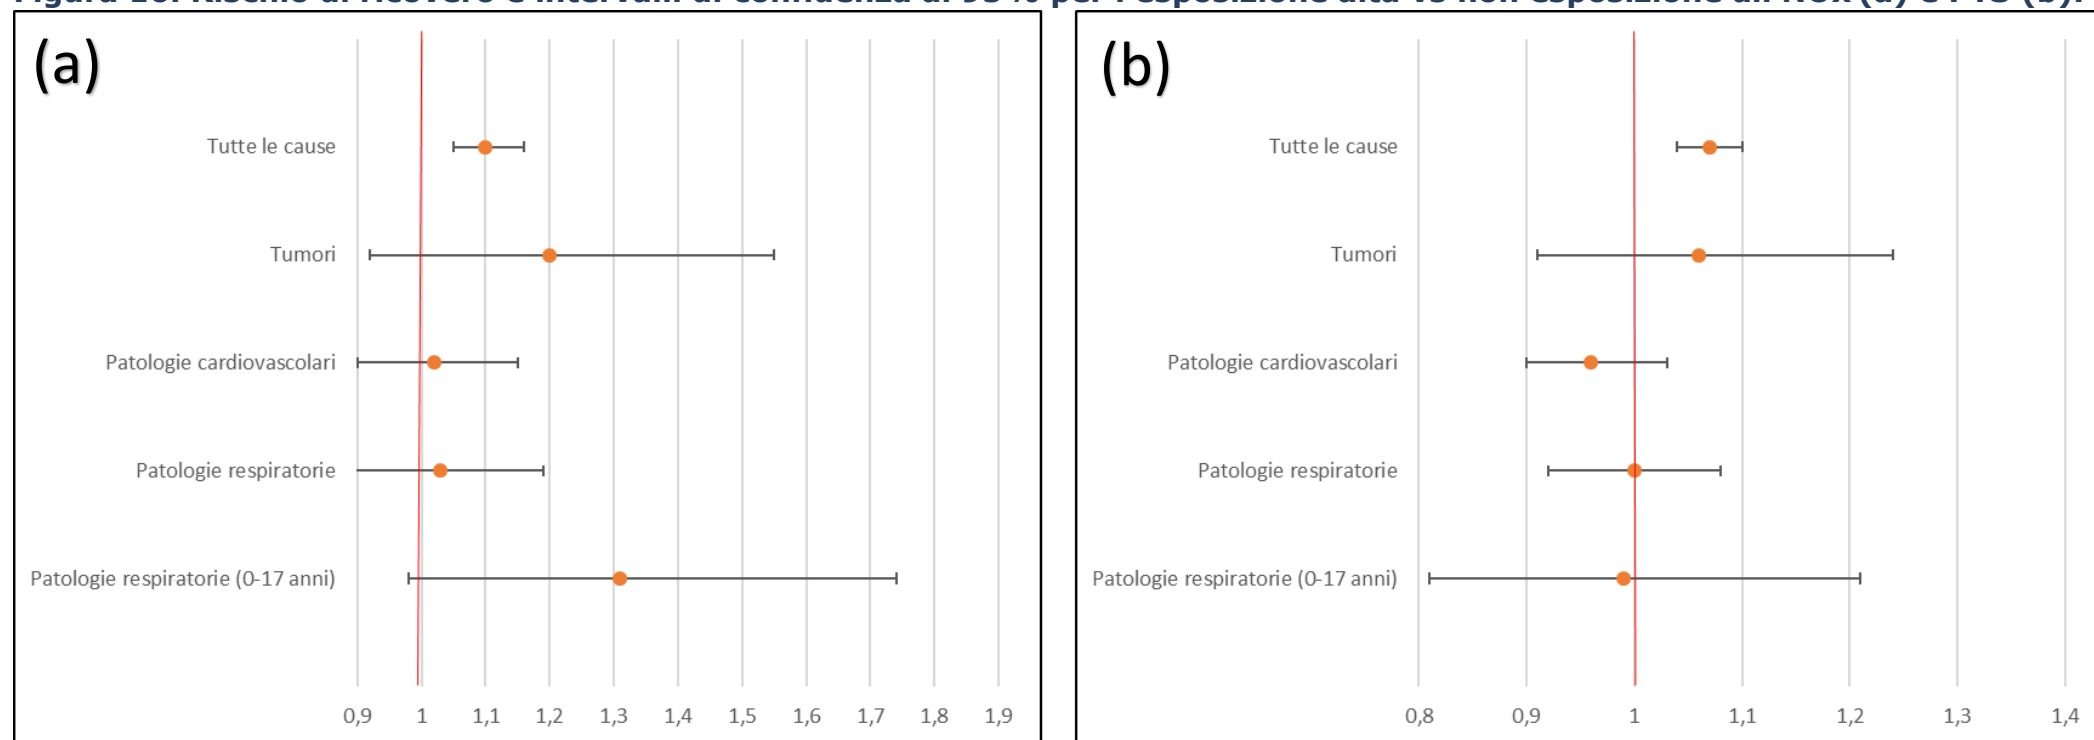 (a)
Tutte le cause
Tumori
Patologie cardiovascolari
Patologie respiratorie
Patologie respiratorie (0-17 anni)
0,9 1 1,1 1,2 1,3 1,4 1,5 1,6 1,7 1,8 1,9
(b)
Tutte le cause
Tumori
Patologie cardiovascolari
Patologie respiratorie
Patologie respiratorie (0-17 anni)
0,8 0,9 1 1,1 1,2 1,3 1,4